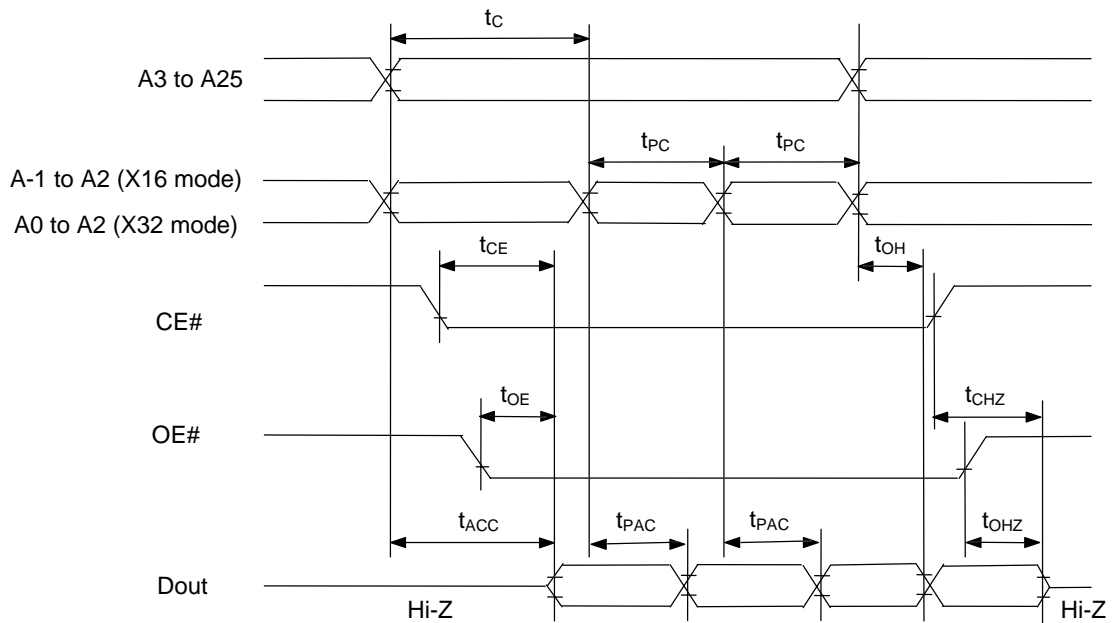 tC
A3 to A25
tPC tPC
A-1 to A2 (X16 mode)
A0 to A2 (X32 mode)
tCE tOH
CE#
tOE tCHZ
OE#
tACC tPAC tPAC tOHZ
Dout
Hi-Z Hi-Z